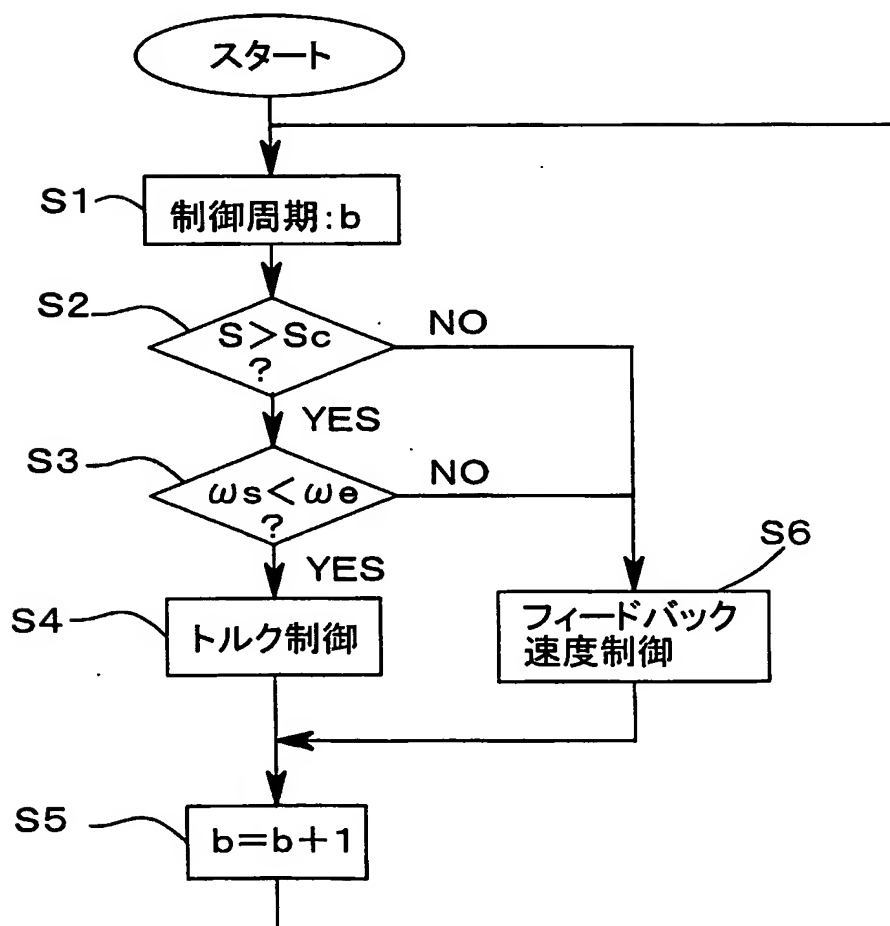 スタート
S1
制御周期:b
S2
S>Sc
?
NO
YES
S3
ωs<ωe
?
NO
YES
S6
S4
トルク制御
フィードバック
速度制御
S5
b=b+1